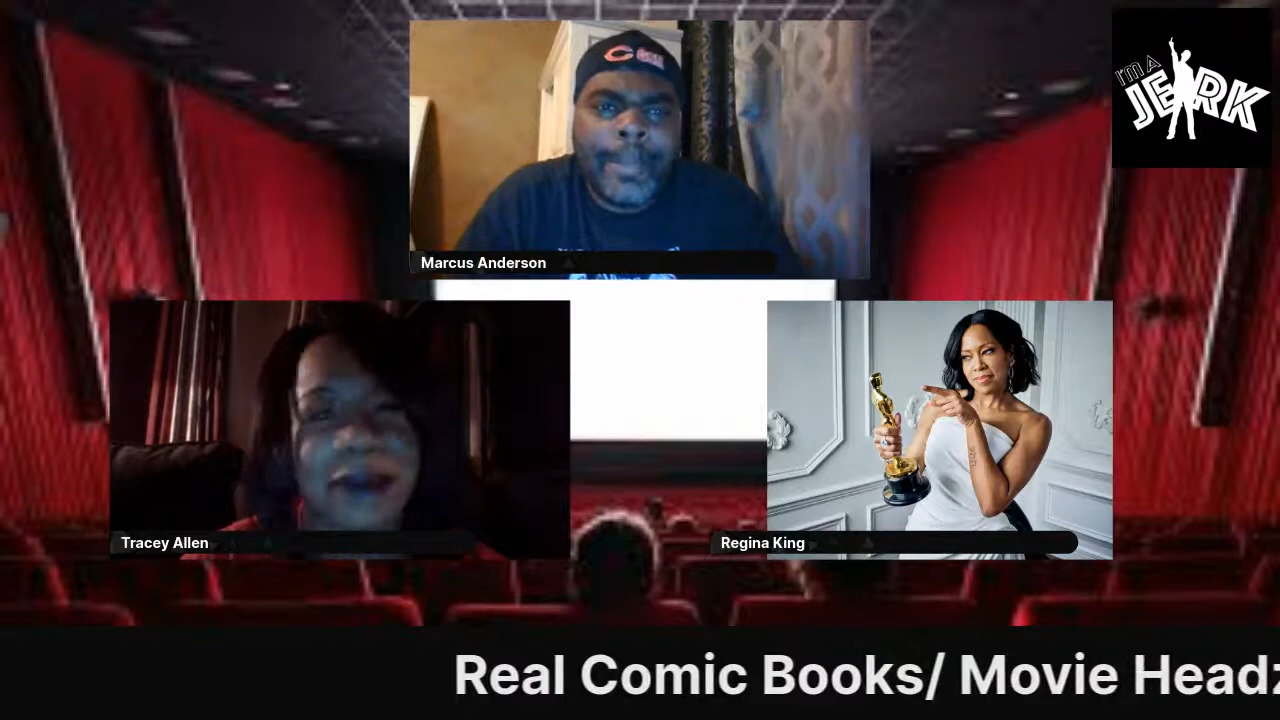 I'M A
JERK
C
Marcus Anderson
Tracey Allen
Regina King
Real Comic Books/ Movie Headz